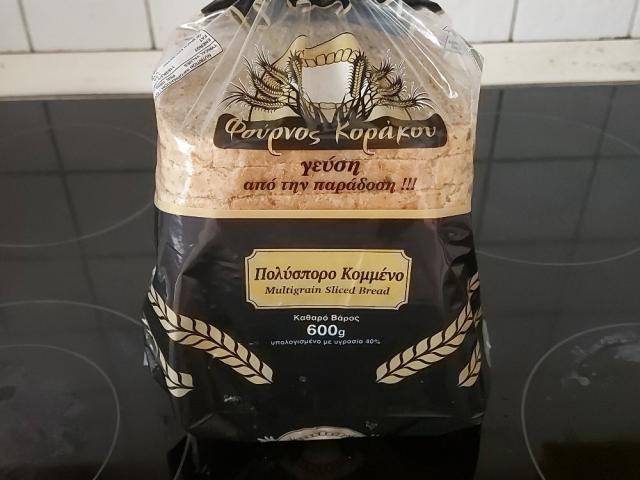 Φούρνος Κοράκου
γεύση
από την παράδοση !!!
Πολύσπορο Κομμένο
Multigrain Sliced Bread
Καθαρό Βάρος
600g
υπολογισμένο με υγρασία 40%